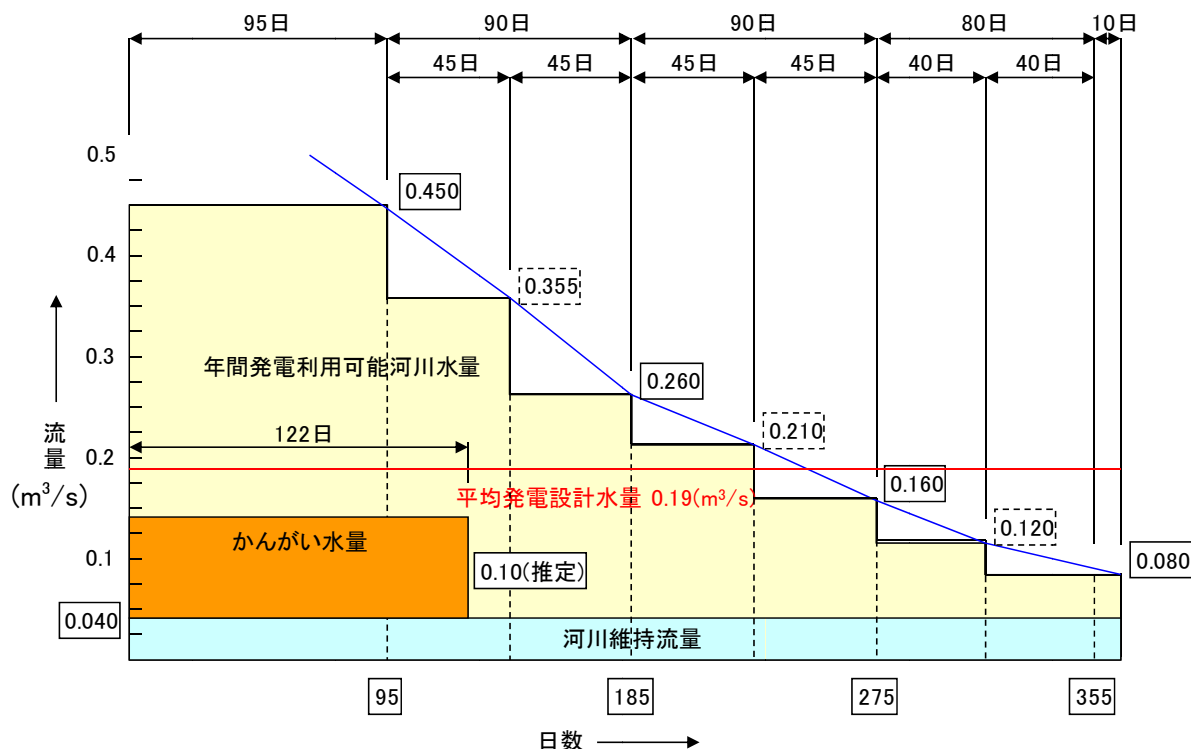 95日
90日
90日
80日
10日
45日
45日
45日
45日
40日
40日
0.5
0.450
0.4
0.355
年間発電利用可能河川水量
0.3
0.260
122日
0.210
流量
(m³/s)
0.2
平均発電設計水量 0.19(m³/s)
0.160
かんがい水量
0.120
0.1
0.10(推定)
0.080
0.040
河川維持流量
95
185
275
355
日数